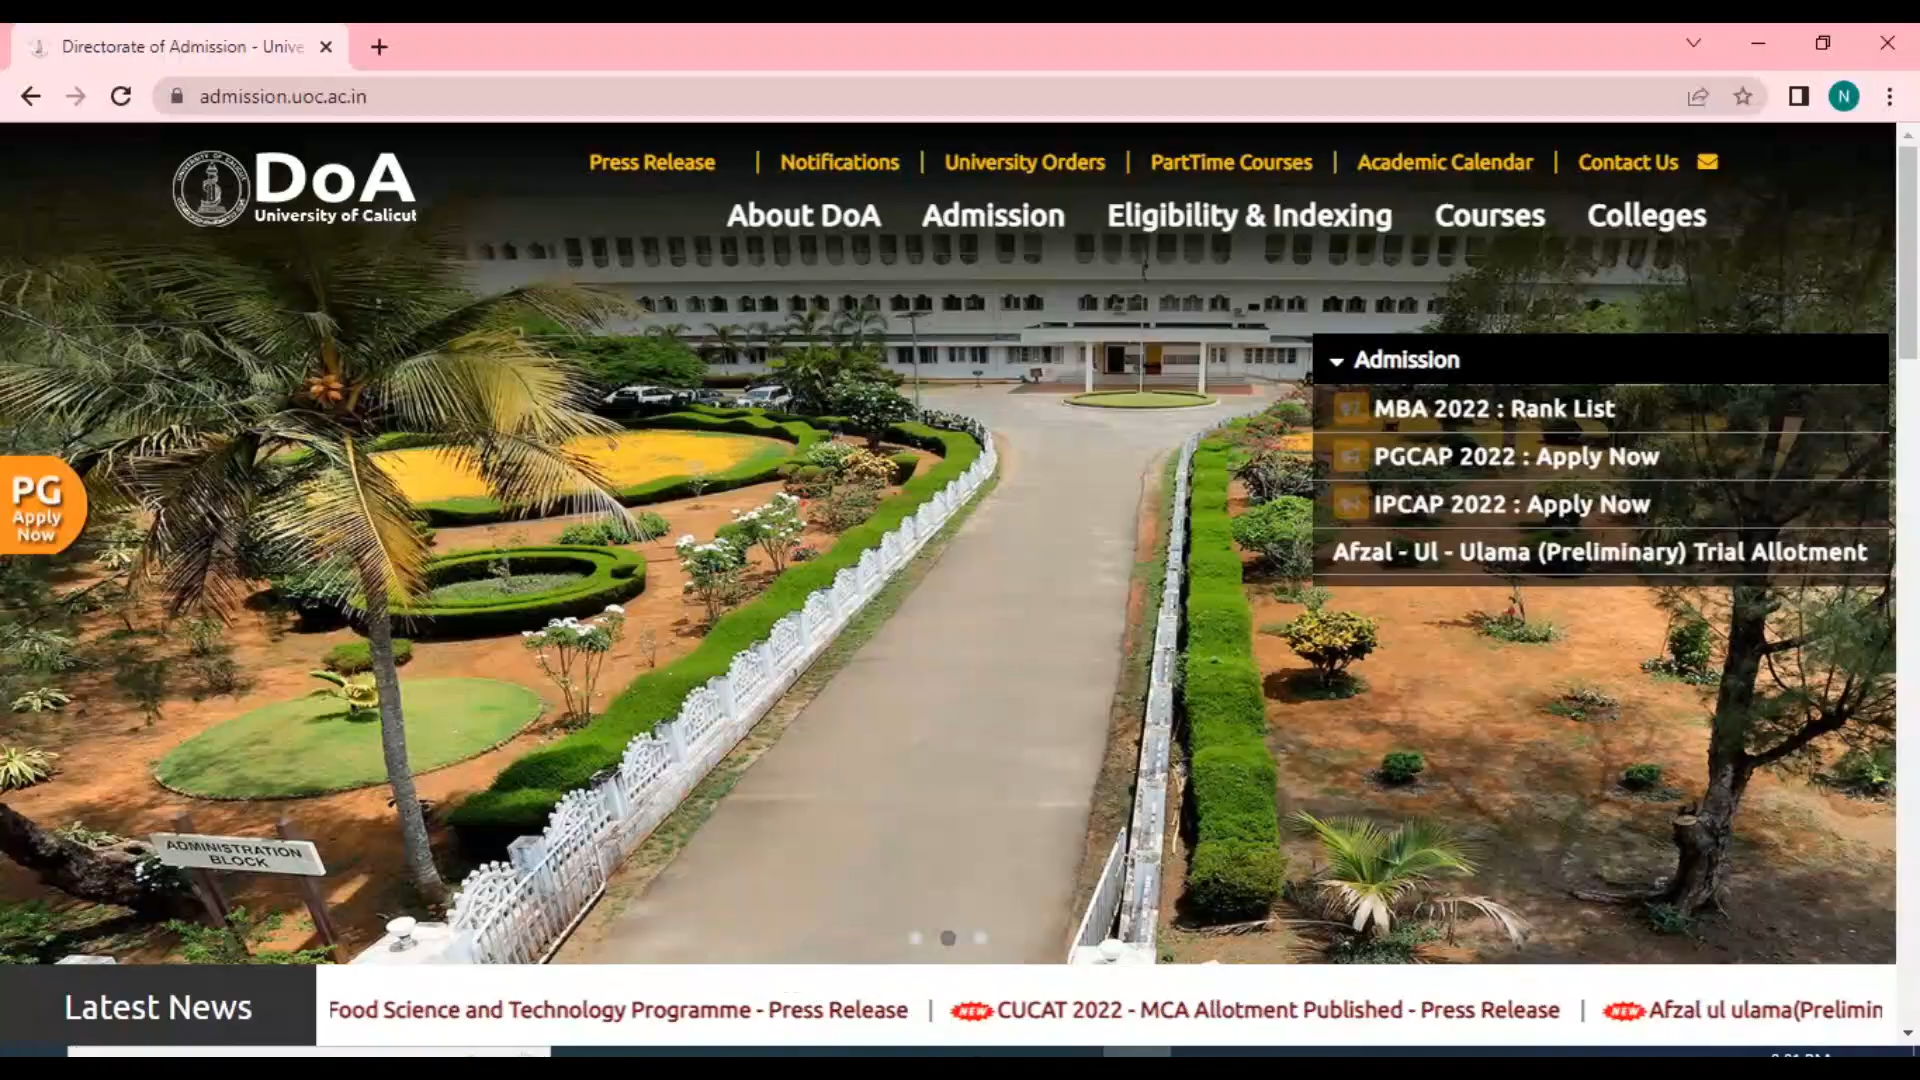 Directorate of Admission - Unive
admission.uoc.ac.in
N
DoA
University of Calicut
Press Release | Notifications | University Orders | PartTime Courses | Academic Calendar | Contact Us
About DoA Admission Eligibility & Indexing Courses Colleges
Admission
MBA 2022 : Rank List
PGCAP 2022 : Apply Now
IPCAP 2022 : Apply Now
Afzal - Ul - Ulama (Preliminary) Trial Allotment
PG
Apply
Now
ADMINISTRATION
BLOCK
Latest News
Food Science and Technology Programme - Press Release | NEW CUCAT 2022 - MCA Allotment Published - Press Release | NEW Afzal ul ulama(Prelimin